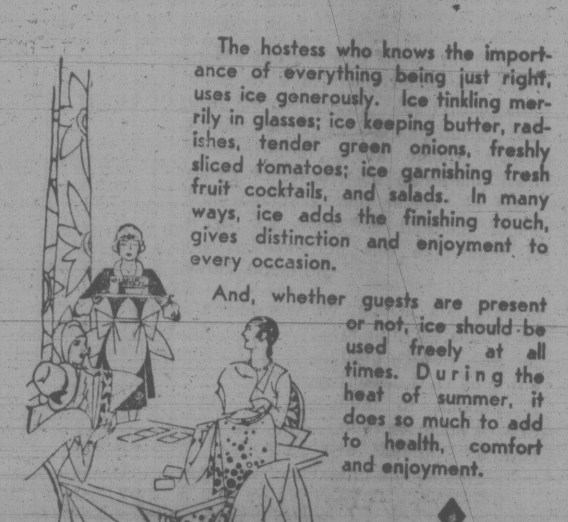 The hostess who knows the import-
ance of everything being just right,
uses ice generously. Ice tinkling mer-
rily in glasses; ice keeping butter, rad-
ishes, tender green onions, freshly
sliced tomatoes; ice garnishing fresh
fruit cocktails, and salads. In many
ways, ice adds the finishing touch,
gives distinction and enjoyment to
every occasion.
And, whether guests are present
or not, ice should be
used freely at all
times. During the
heat of summer, it
does so much to add
to health, comfort
and enjoyment.